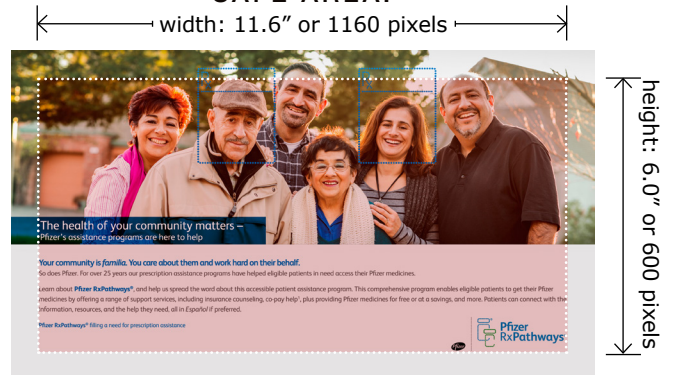 SAFE AREA:
width: 11.6” or 1160 pixels
height: 6.0” or 600 pixels
The health of your community matters –
Pfizer's assistance programs are here to help
Your community is familia. You care about them and work hard on their behalf.
So does Pfizer. For over 25 years our prescription assistance programs have helped eligible patients in need access their Pfizer medicines.
Learn about Pfizer RxPathways®, and help us spread the word about this accessible patient assistance program. This comprehensive program enables eligible patients to get their Pfizer
medicines by offering a range of support services, including insurance counseling, co-pay help¹, plus providing Pfizer medicines for free or at a savings, and more. Patients can connect with the
information, resources, and the help they need, all in Español if preferred.
Pfizer RxPathways® filling a need for prescription assistance
Pfizer
Pfizer
RxPathways